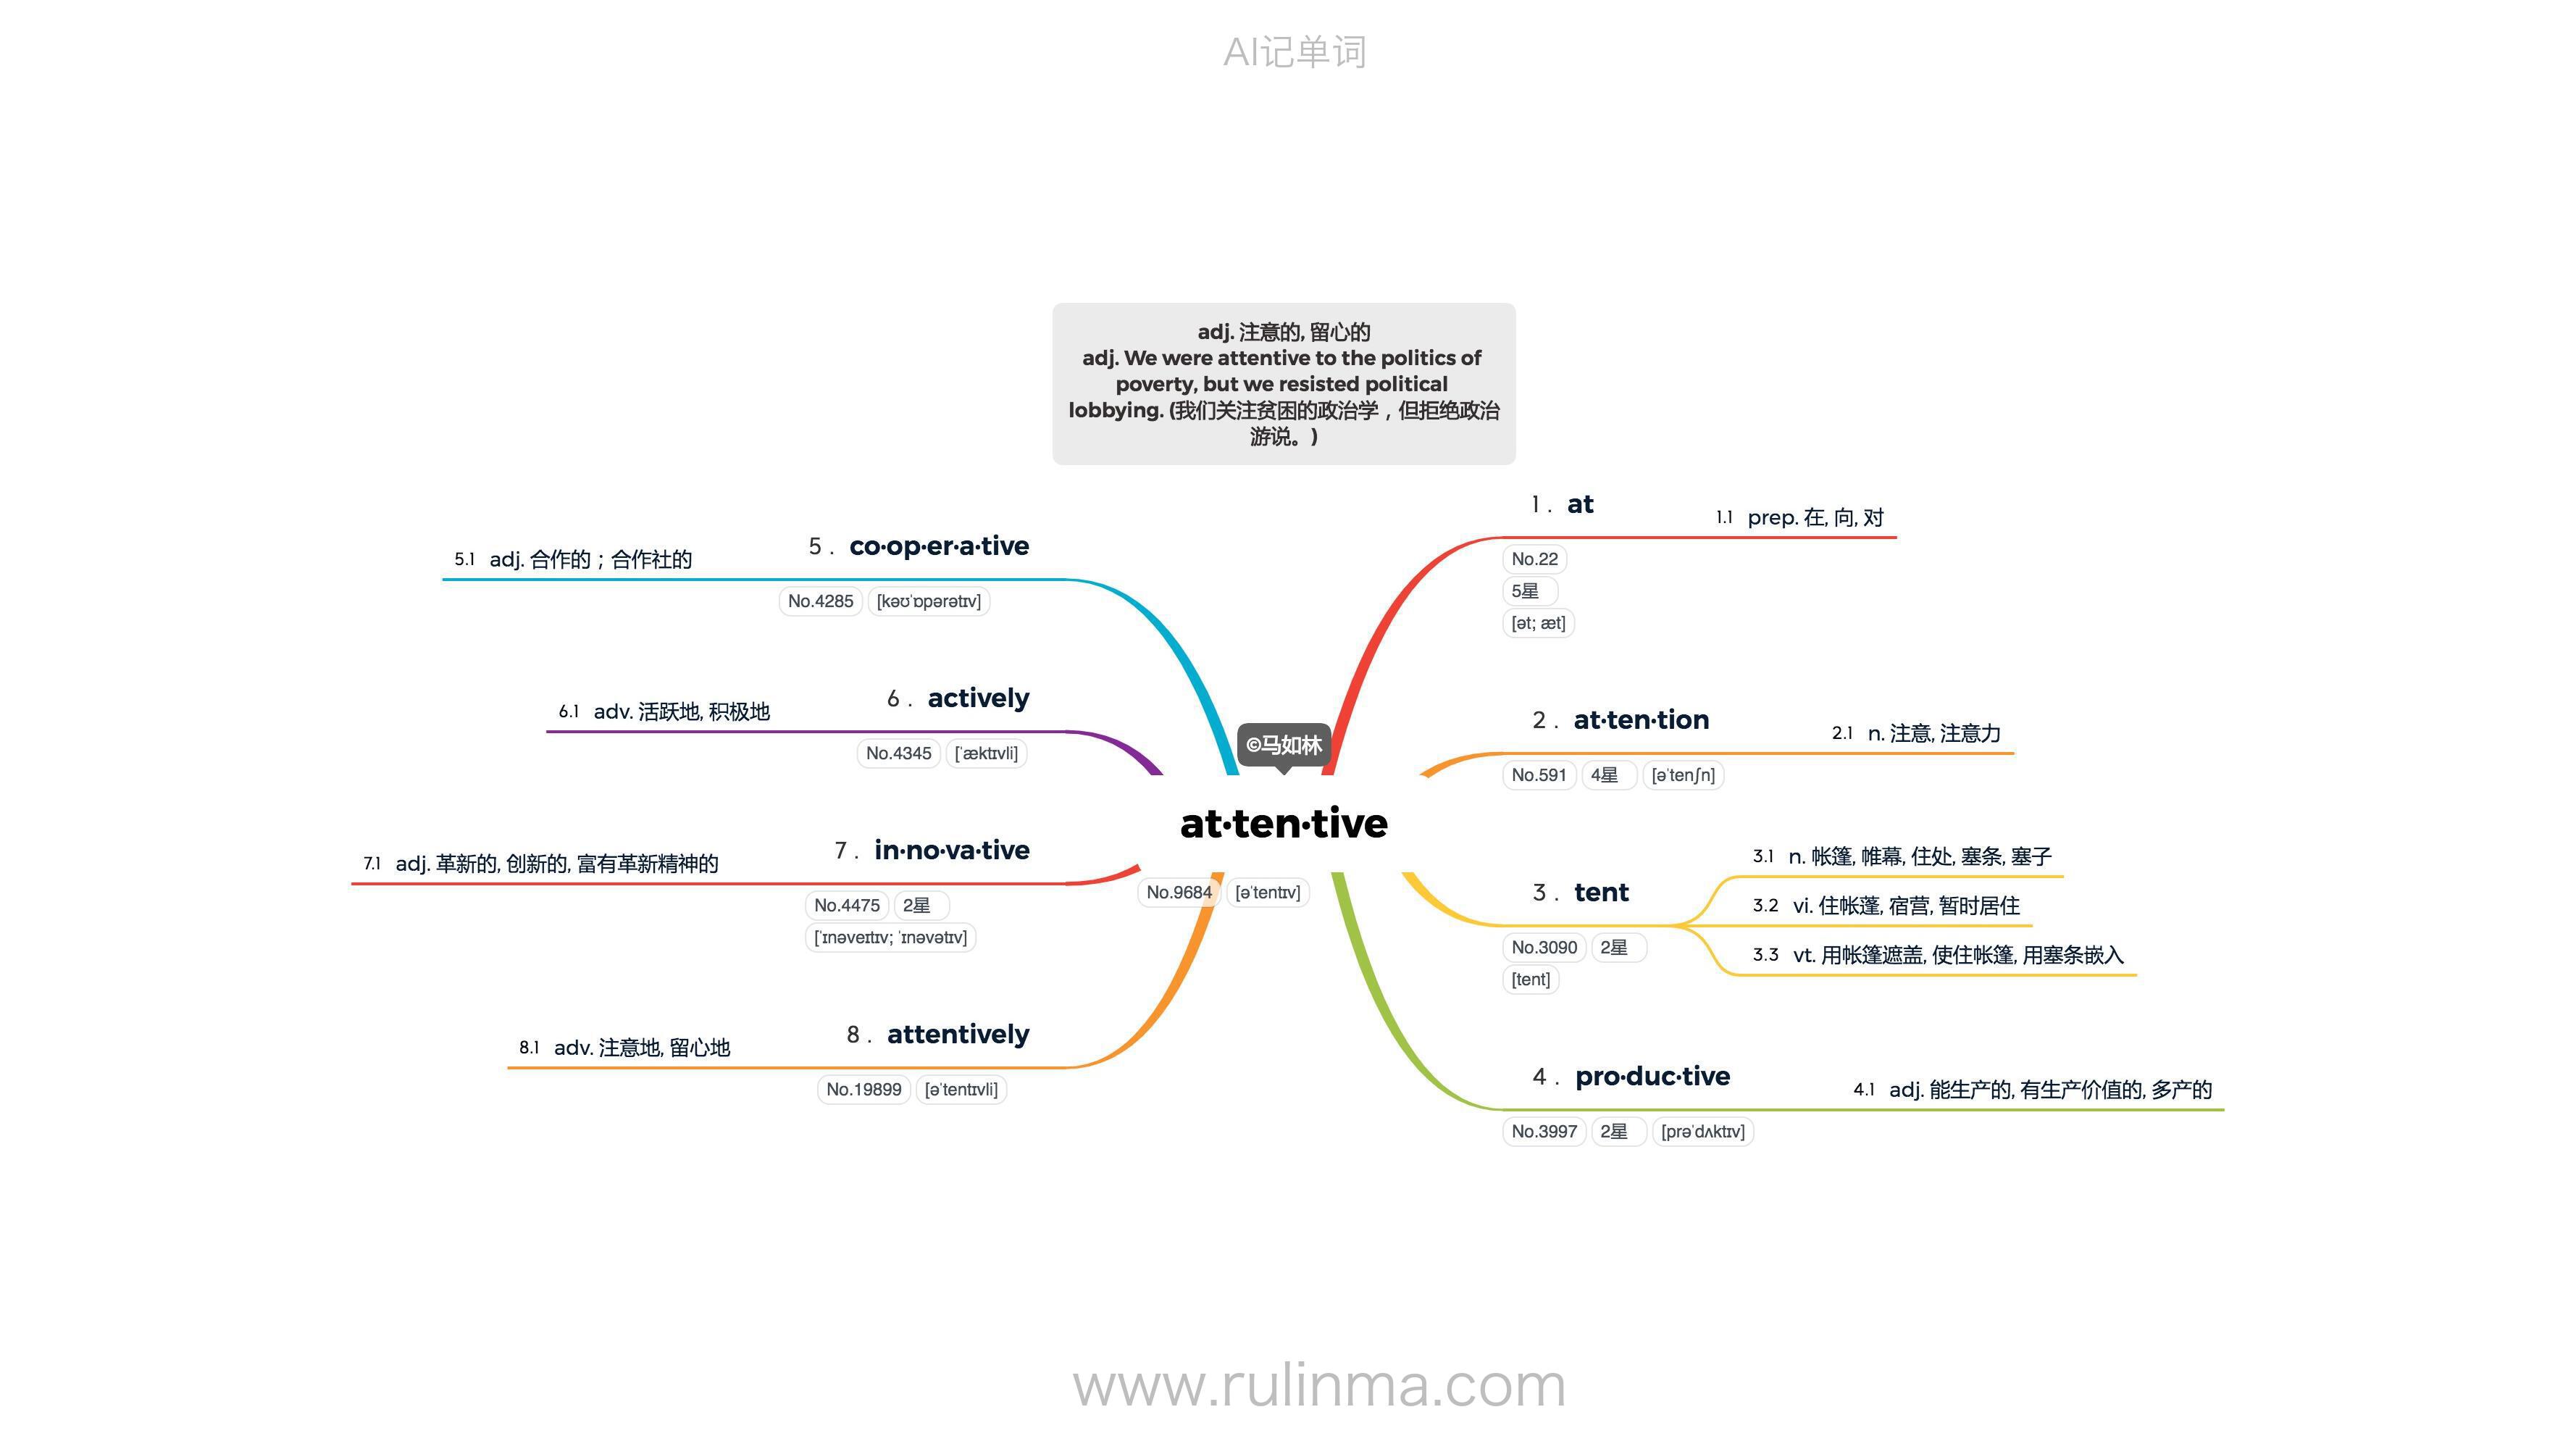 AI记单词
adj. 注意的, 留心的
adj. We were attentive to the politics of
poverty, but we resisted political
lobbying. (我们关注贫困的政治学，但拒绝政治
游说。)
©马如林
at·ten·tive
No.9684 [əˈtentɪv]
1 . at
1.1 prep. 在, 向, 对
No.22
5星
[ət; æt]
2 . at·ten·tion
2.1 n. 注意, 注意力
No.591 4星 [əˈtenʃn]
3 . tent
3.1 n. 帐篷, 帷幕, 住处, 塞条, 塞子
3.2 vi. 住帐蓬, 宿营, 暂时居住
3.3 vt. 用帐篷遮盖, 使住帐篷, 用塞条嵌入
No.3090 2星
[tent]
4 . pro·duc·tive
4.1 adj. 能生产的, 有生产价值的, 多产的
No.3997 2星 [prəˈdʌktɪv]
5 . co·op·er·a·tive
5.1 adj. 合作的；合作社的
No.4285 [kəʊˈɒpərətɪv]
6 . actively
6.1 adv. 活跃地, 积极地
No.4345 [ˈæktɪvli]
7 . in·no·va·tive
7.1 adj. 革新的, 创新的, 富有革新精神的
No.4475 2星
[ˈɪnəveɪtɪv; ˈɪnəvətɪv]
8 . attentively
8.1 adv. 注意地, 留心地
No.19899 [əˈtentɪvli]
www.rulinma.com